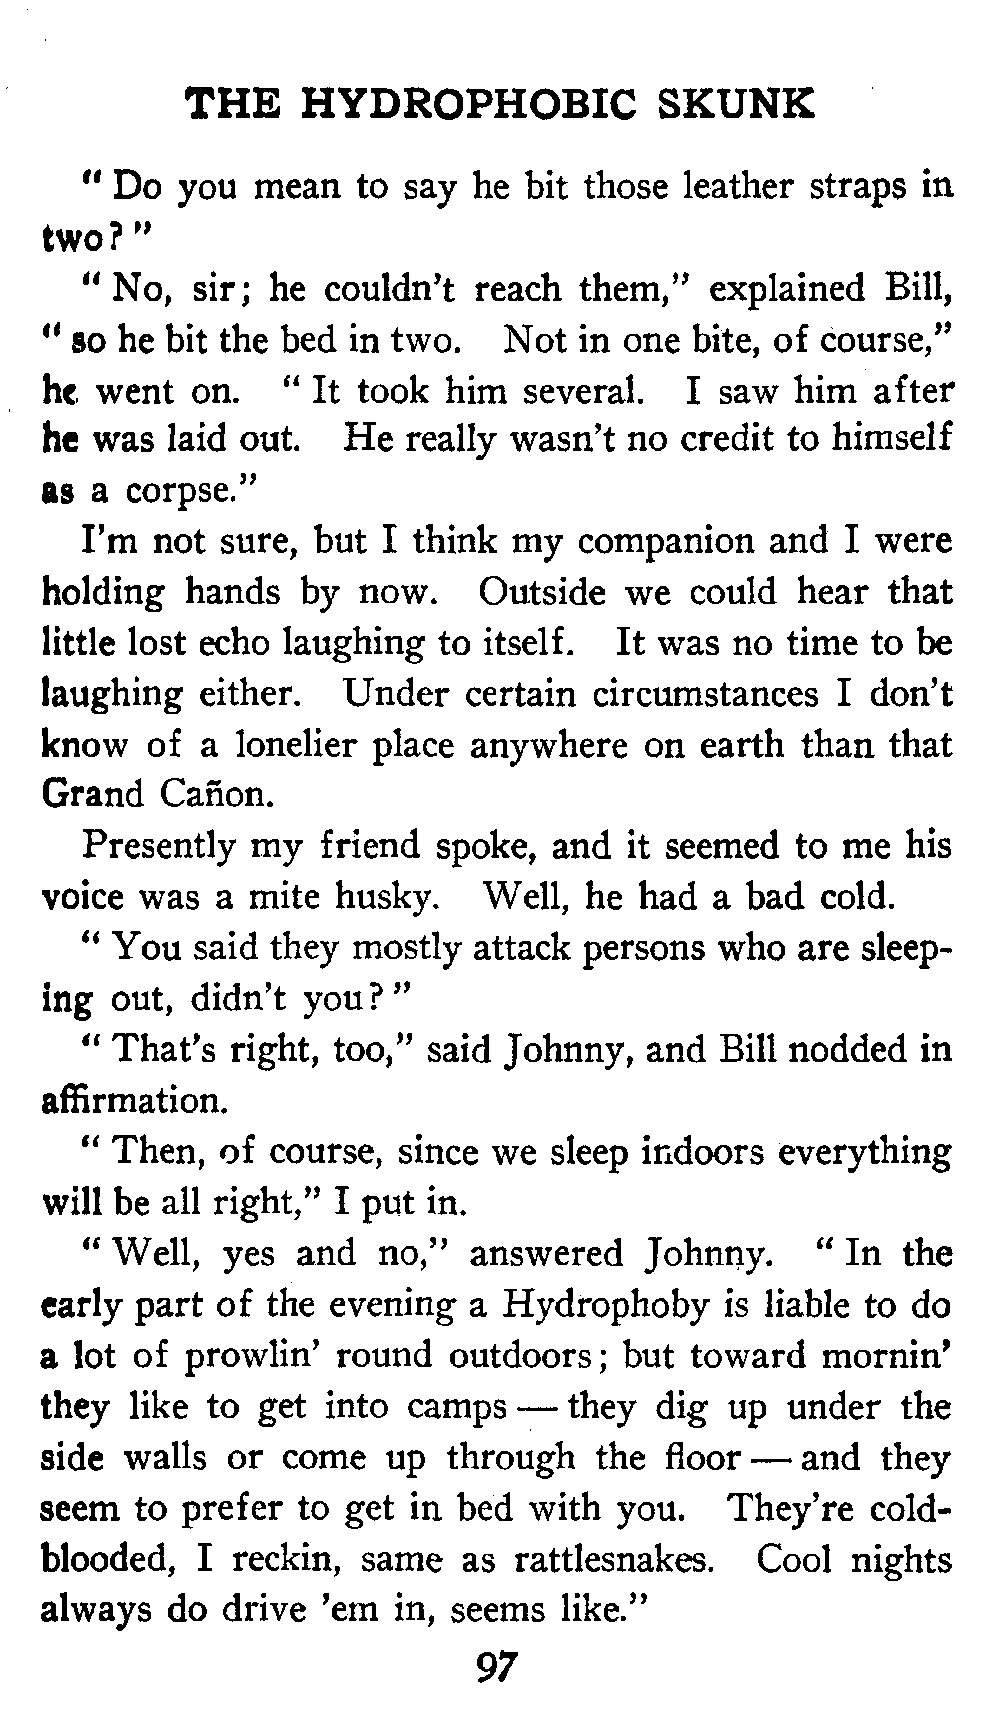 THE HYDROPHOBIC SKUNK
" Do you mean to say he bit those leather straps in
two? "
" No, sir; he couldn't reach them," explained Bill,
" so he bit the bed in two. Not in one bite, of course,"
he went on. " It took him several. I saw him after
he was laid out. He really wasn't no credit to himself
as a corpse."
I'm not sure, but I think my companion and I were
holding hands by now. Outside we could hear that
little lost echo laughing to itself. It was no time to be
laughing either. Under certain circumstances I don't
know of a lonelier place anywhere on earth than that
Grand Cañon.
Presently my friend spoke, and it seemed to me his
voice was a mite husky. Well, he had a bad cold.
" You said they mostly attack persons who are sleep-
ing out, didn't you? "
" That's right, too," said Johnny, and Bill nodded in
affirmation.
" Then, of course, since we sleep indoors everything
will be all right," I put in.
" Well, yes and no," answered Johnny. " In the
early part of the evening a Hydrophoby is liable to do
a lot of prowlin' round outdoors; but toward mornin'
they like to get into camps — they dig up under the
side walls or come up through the floor — and they
seem to prefer to get in bed with you. They're cold-
blooded, I reckin, same as rattlesnakes. Cool nights
always do drive 'em in, seems like."
97